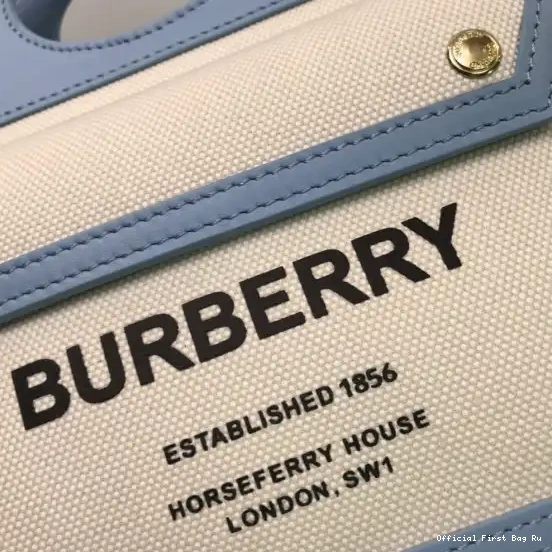 BURBERRY
ESTABLISHED 1856
HORSEFERRY HOUSE
LONDON, SW1
Official First Bag Ru